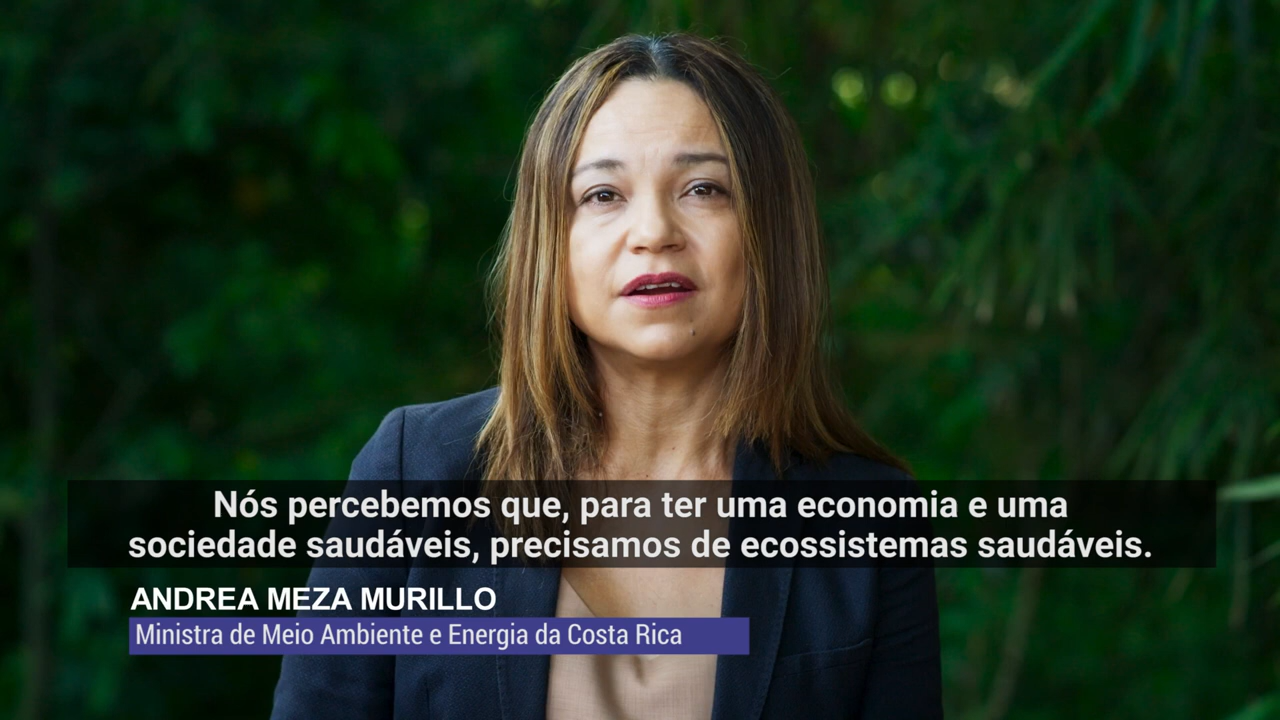 Nós percebemos que, para ter uma economia e uma
sociedade saudáveis, precisamos de ecossistemas saudáveis.
ANDREA MEZA MURILLO
Ministra de Meio Ambiente e Energia da Costa Rica